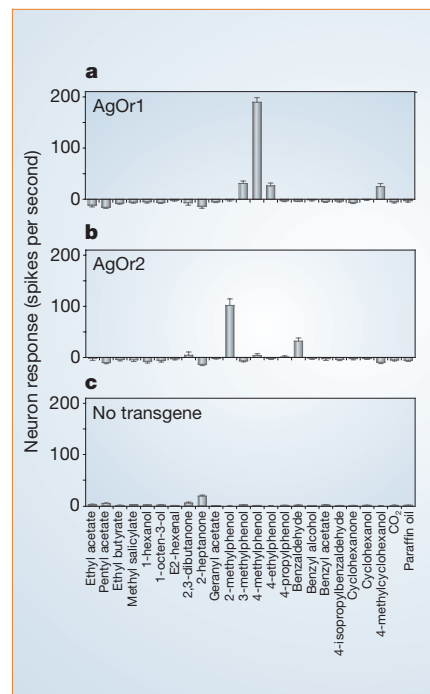 a
200
100
0
AgOr1
b
200
100
0
AgOr2
c
200
100
0
No transgene
Neuron response (spikes per second)
Ethyl acetate
Pentyl acetate
Ethyl butyrate
Methyl salicylate
1-hexanol
1-octen-3-ol
E2-hexenal
2,3-dibutanone
2-heptanone
Geranyl acetate
2-methylphenol
3-methylphenol
4-methylphenol
4-ethylphenol
4-propylphenol
Benzaldehyde
Benzyl alcohol
Benzyl acetate
4-isopropylbenzaldehyde
Cyclohexanone
Cyclohexanol
4-methylcyclohexanol
CO₂
Paraffin oil